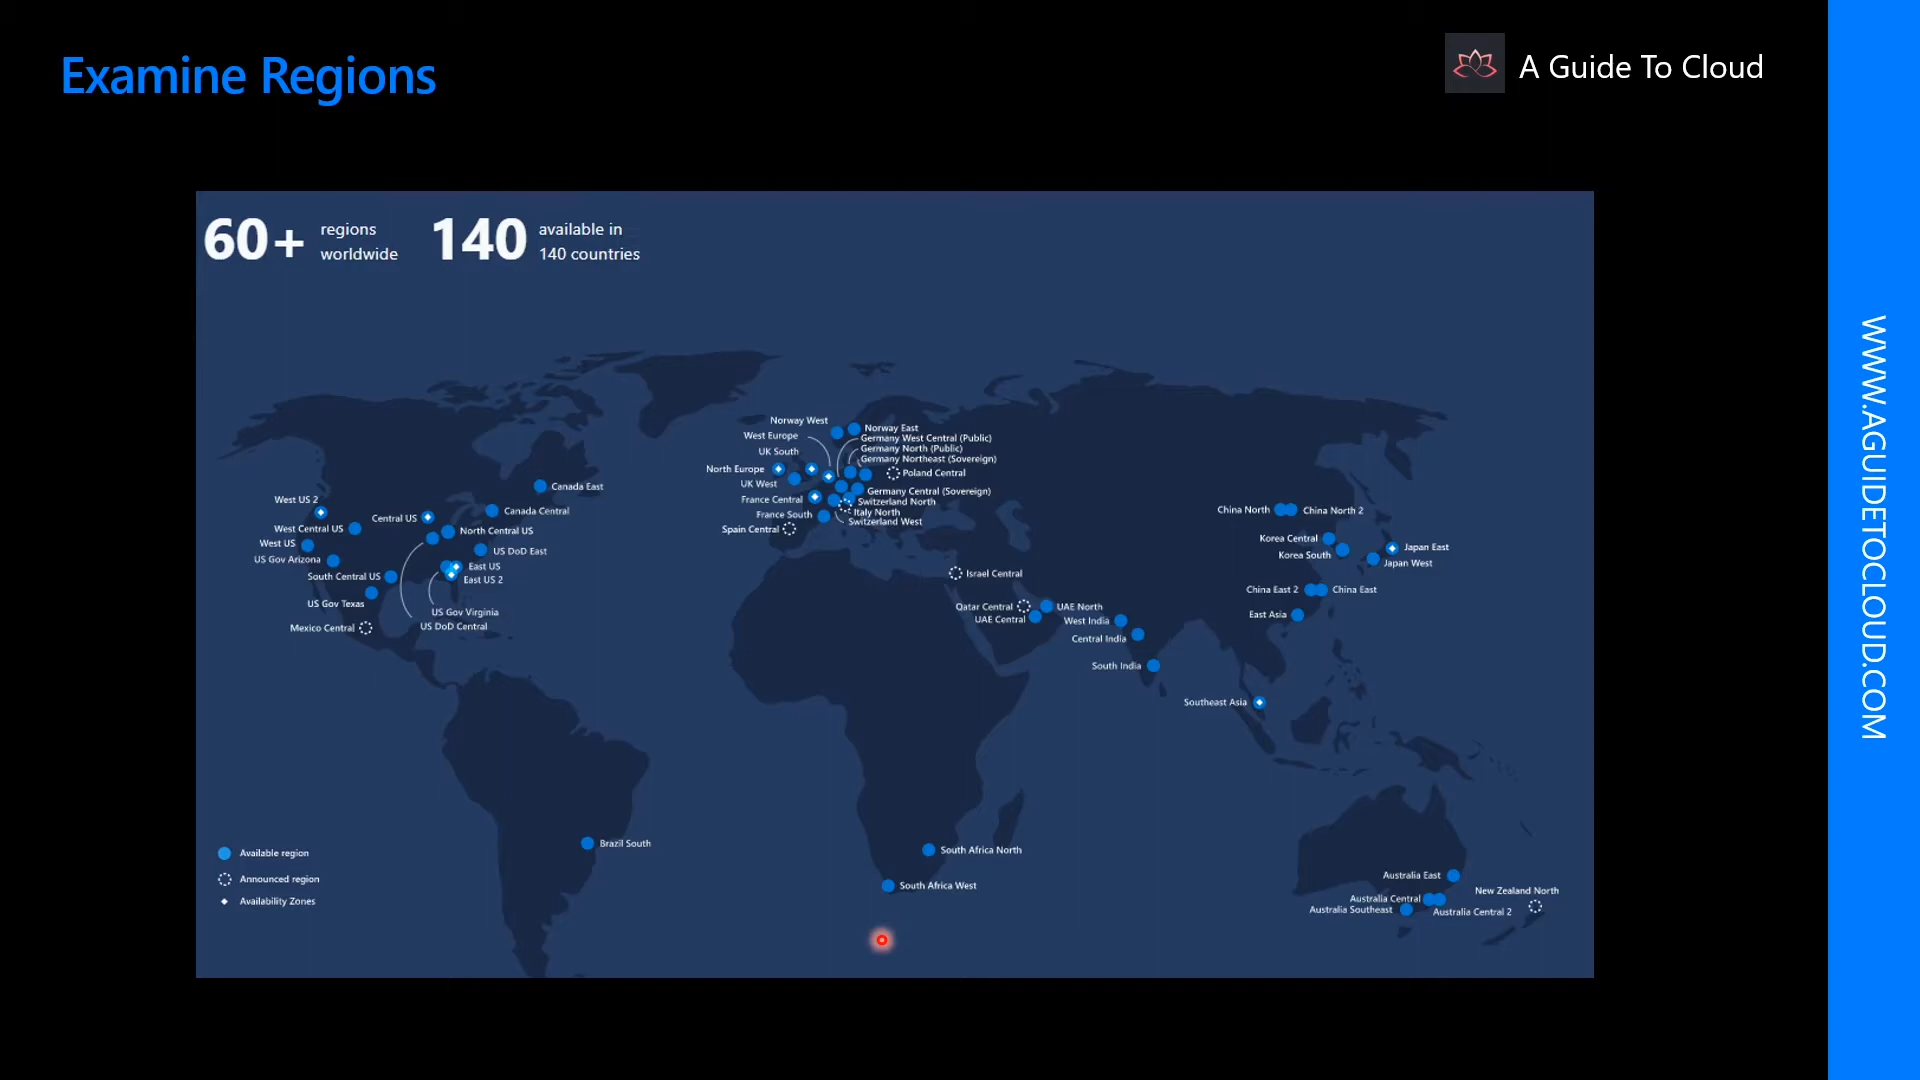 Examine Regions
A Guide To Cloud
60+ regions worldwide
140 available in 140 countries
Norway West
Norway East
West Europe
Germany West Central (Public)
UK South
Germany North (Public)
Germany Northeast (Sovereign)
North Europe
Poland Central
UK West
Canada East
Germany Central (Sovereign)
West US 2
France Central
Switzerland North
Canada Central
Italy North
China North
China North 2
Central US
France South
Switzerland West
West Central US
North Central US
Spain Central
Korea Central
West US
Japan East
US DoD East
Korea South
US Gov Arizona
Japan West
East US
Israel Central
South Central US
East US 2
China East 2
China East
US Gov Texas
Qatar Central
UAE North
US Gov Virginia
East Asia
UAE Central
West India
Mexico Central
US DoD Central
Central India
South India
Southeast Asia
Brazil South
South Africa North
Available region
Australia East
Announced region
South Africa West
New Zealand North
Availability Zones
Australia Central
Australia Southeast
Australia Central 2
WWW.AGUIDETOCLOUD.COM